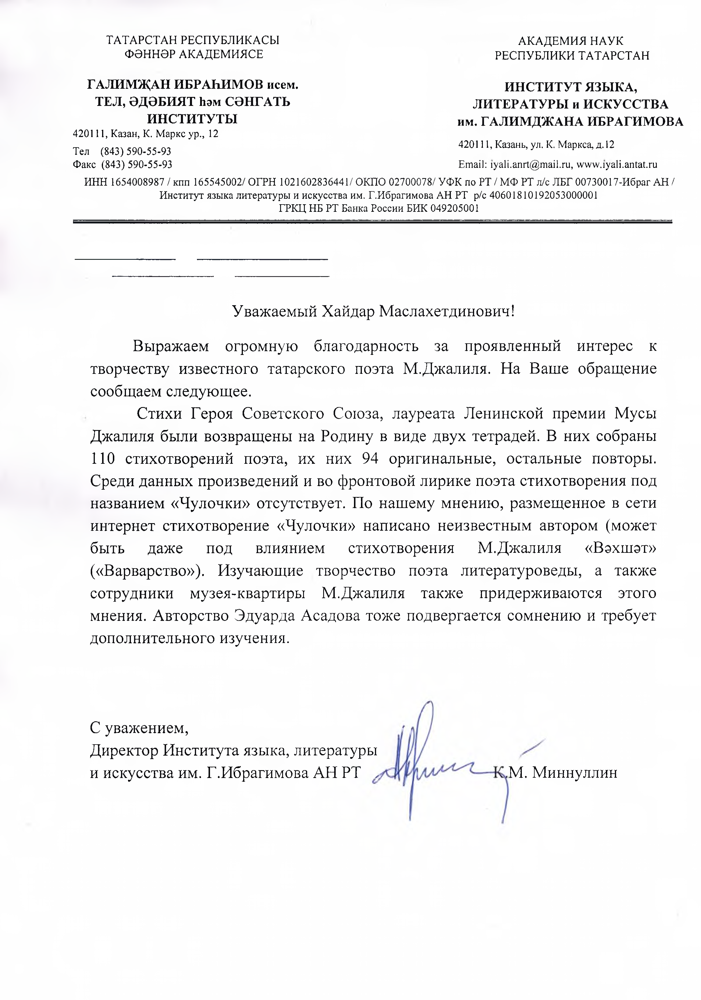 ТАТАРСТАН РЕСПУБЛИКАСЫ
ФӘННӘР АКАДЕМИЯСЕ
ГАЛИМҖАН ИБРАҺИМОВ исем.
ТЕЛ, ӘДӘБИЯТ һәм СӘНГАТЬ
ИНСТИТУТЫ
420111, Казан, К. Маркс ур., 12
Тел (843) 590-55-93
Факс (843) 590-55-93
АКАДЕМИЯ НАУК
РЕСПУБЛИКИ ТАТАРСТАН
ИНСТИТУТ ЯЗЫКА,
ЛИТЕРАТУРЫ и ИСКУССТВА
им. ГАЛИМДЖАНА ИБРАГИМОВА
420111, Казань, ул. К. Маркса, д.12
Email: iyali.anrt@mail.ru, www.iyali.antat.ru
ИНН 1654008987 / кпп 165545002/ ОГРН 1021602836441/ ОКПО 02700078/ УФК по РТ / МФ РТ л/с ЛБГ 00730017-Ибраг АН /
Институт языка литературы и искусства им. Г.Ибрагимова АН РТ р/с 40601810192053000001
ГРКЦ НБ РТ Банка России БИК 049205001
Уважаемый Хайдар Маслахетдинович!
Выражаем огромную благодарность за проявленный интерес к
творчеству известного татарского поэта М.Джалиля. На Ваше обращение
сообщаем следующее.
Стихи Героя Советского Союза, лауреата Ленинской премии Мусы
Джалиля были возвращены на Родину в виде двух тетрадей. В них собраны
110 стихотворений поэта, их них 94 оригинальные, остальные повторы.
Среди данных произведений и во фронтовой лирике поэта стихотворения под
названием «Чулочки» отсутствует. По нашему мнению, размещенное в сети
интернет стихотворение «Чулочки» написано неизвестным автором (может
быть даже под влиянием стихотворения М.Джалиля «Вәхшәт»
(«Варварство»). Изучающие творчество поэта литературоведы, а также
сотрудники музея-квартиры М.Джалиля также придерживаются этого
мнения. Авторство Эдуарда Асадова тоже подвергается сомнению и требует
дополнительного изучения.
С уважением,
Директор Института языка, литературы
и искусства им. Г.Ибрагимова АН РТ К.М. Миннуллин